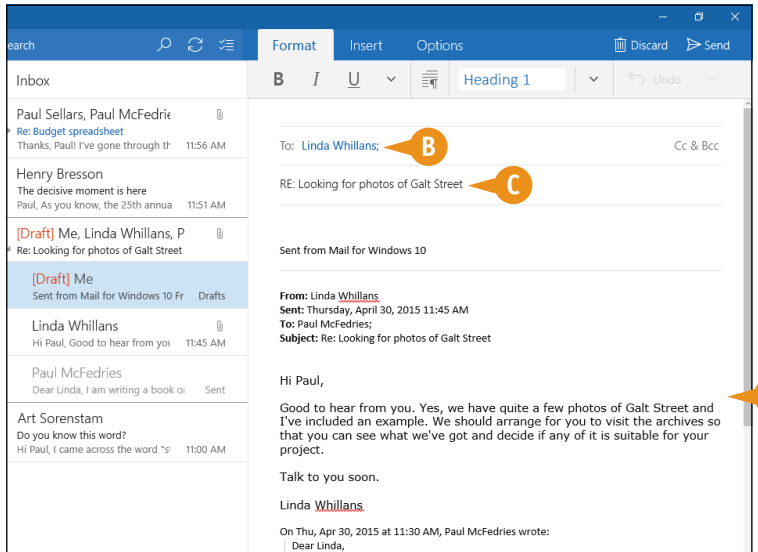 earch
Format Insert Options Discard Send
Inbox
B I U Heading 1 Undo
Paul Sellars, Paul McFedrie
Re: Budget spreadsheet
Thanks, Paul! I've gone through th 11:56 AM
Henry Bresson
The decisive moment is here
Paul, As you know, the 25th annua 11:51 AM
[Draft] Me, Linda Whillans, P
Re: Looking for photos of Galt Street
[Draft] Me
Sent from Mail for Windows 10 Fr Drafts
Linda Whillans
Hi Paul, Good to hear from you 11:45 AM
Paul McFedries
Dear Linda, I am writing a book o Sent
Art Sorenstam
Do you know this word?
Hi Paul, I came across the word "s 11:00 AM
To: Linda Whillans; B Cc & Bcc
RE: Looking for photos of Galt Street C
Sent from Mail for Windows 10
From: Linda Whillans
Sent: Thursday, April 30, 2015 11:45 AM
To: Paul McFedries;
Subject: Re: Looking for photos of Galt Street
Hi Paul,
Good to hear from you. Yes, we have quite a few photos of Galt Street and
I've included an example. We should arrange for you to visit the archives so
that you can see what we've got and decide if any of it is suitable for your
project.
Talk to you soon.
Linda Whillans
On Thu, Apr 30, 2015 at 11:30 AM, Paul McFedries wrote:
Dear Linda,